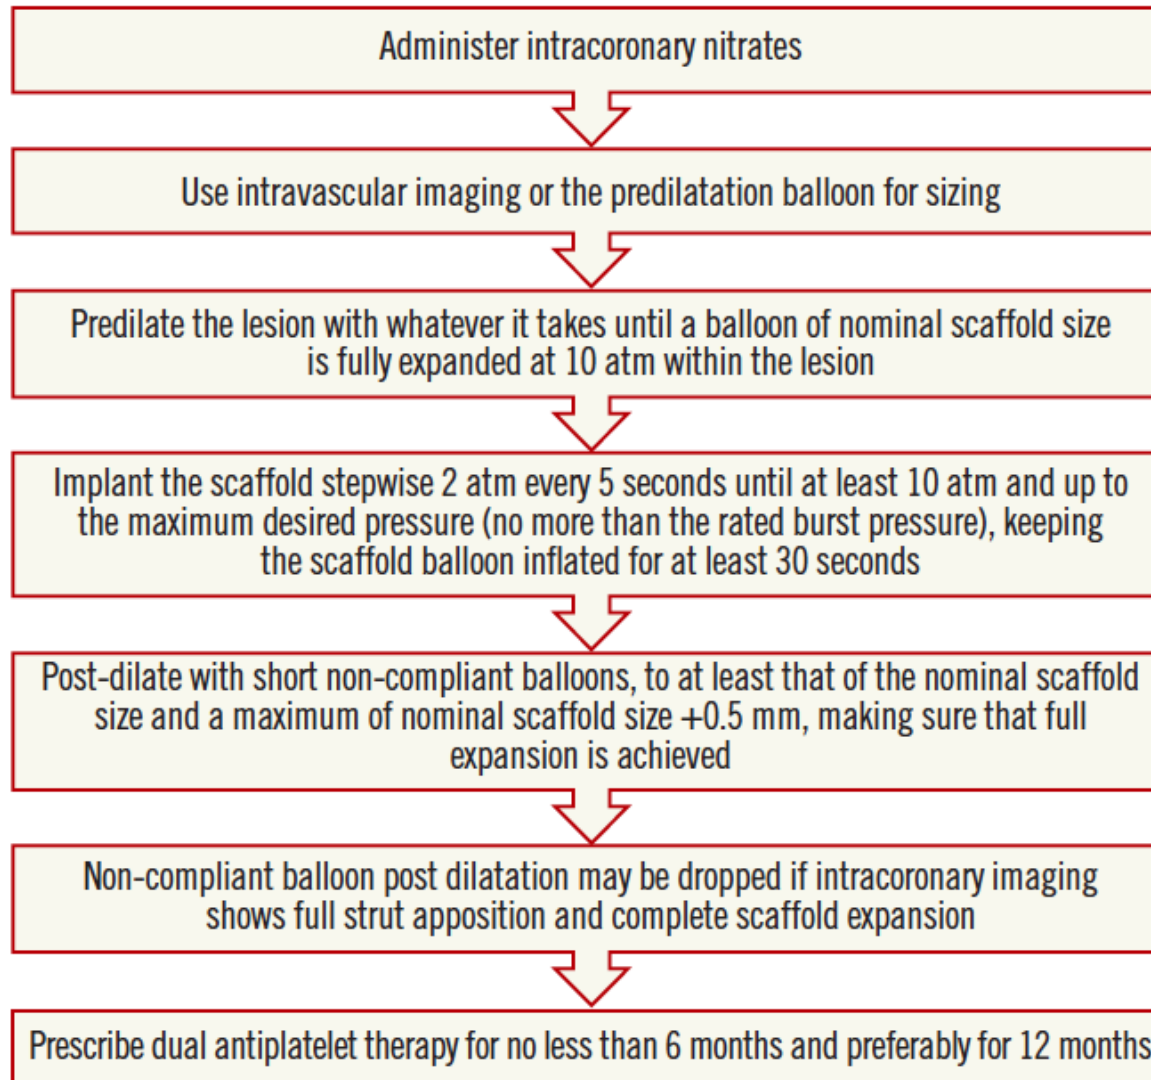 Administer intracoronary nitrates
Use intravascular imaging or the predilatation balloon for sizing
Predilate the lesion with whatever it takes until a balloon of nominal scaffold size
is fully expanded at 10 atm within the lesion
Implant the scaffold stepwise 2 atm every 5 seconds until at least 10 atm and up to
the maximum desired pressure (no more than the rated burst pressure), keeping
the scaffold balloon inflated for at least 30 seconds
Post-dilate with short non-compliant balloons, to at least that of the nominal scaffold
size and a maximum of nominal scaffold size +0.5 mm, making sure that full
expansion is achieved
Non-compliant balloon post dilatation may be dropped if intracoronary imaging
shows full strut apposition and complete scaffold expansion
Prescribe dual antiplatelet therapy for no less than 6 months and preferably for 12 months